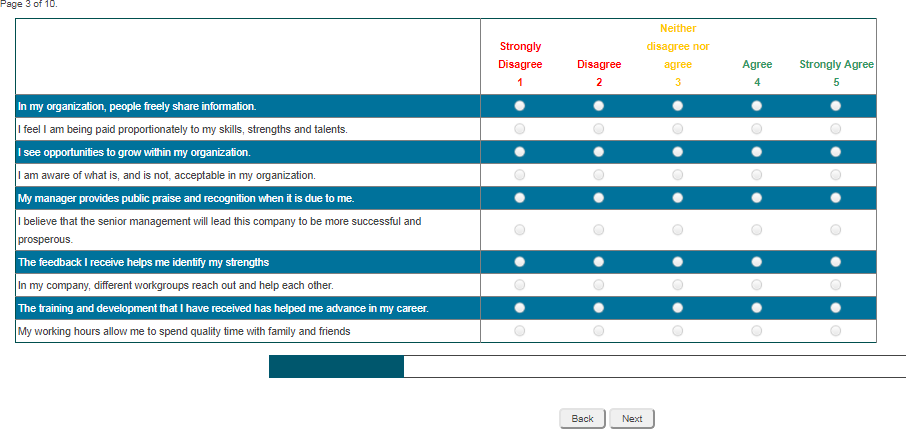 Page 3 of 10.
Strongly Disagree 1
Disagree 2
Neither disagree nor agree 3
Agree 4
Strongly Agree 5
In my organization, people freely share information.
I feel I am being paid proportionately to my skills, strengths and talents.
I see opportunities to grow within my organization.
I am aware of what is, and is not, acceptable in my organization.
My manager provides public praise and recognition when it is due to me.
I believe that the senior management will lead this company to be more successful and
prosperous.
The feedback I receive helps me identify my strengths
In my company, different workgroups reach out and help each other.
The training and development that I have received has helped me advance in my career.
My working hours allow me to spend quality time with family and friends
Back Next